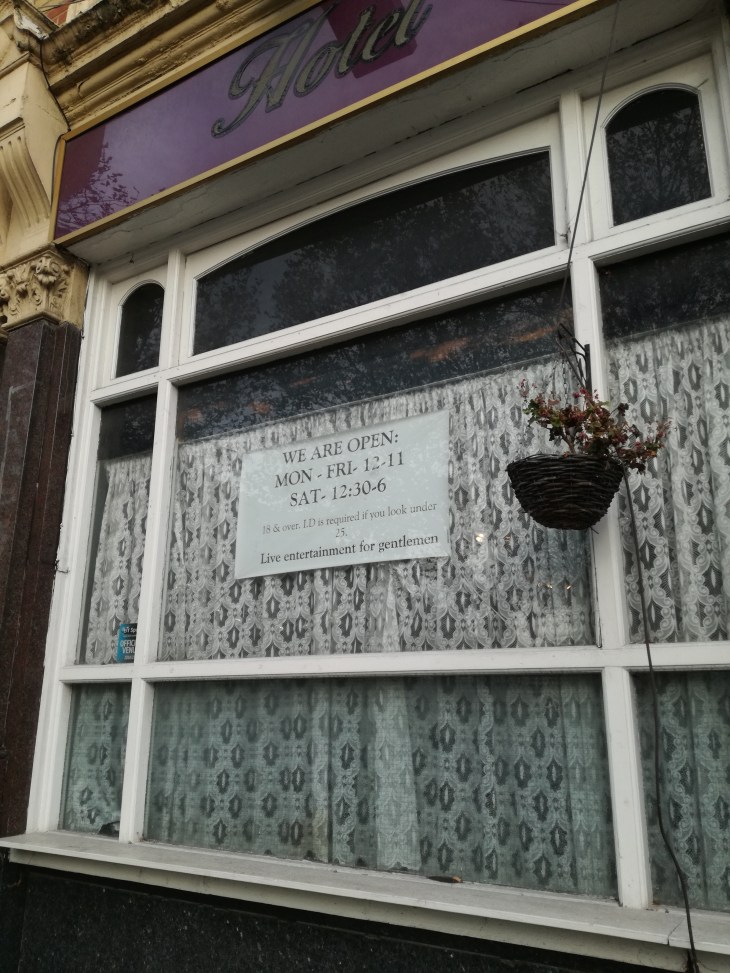 Hotel
WE ARE OPEN:
MON - FRI- 12-11
SAT- 12:30-6
18 & over. I.D is required if you look under
25.
Live entertainment for gentlemen